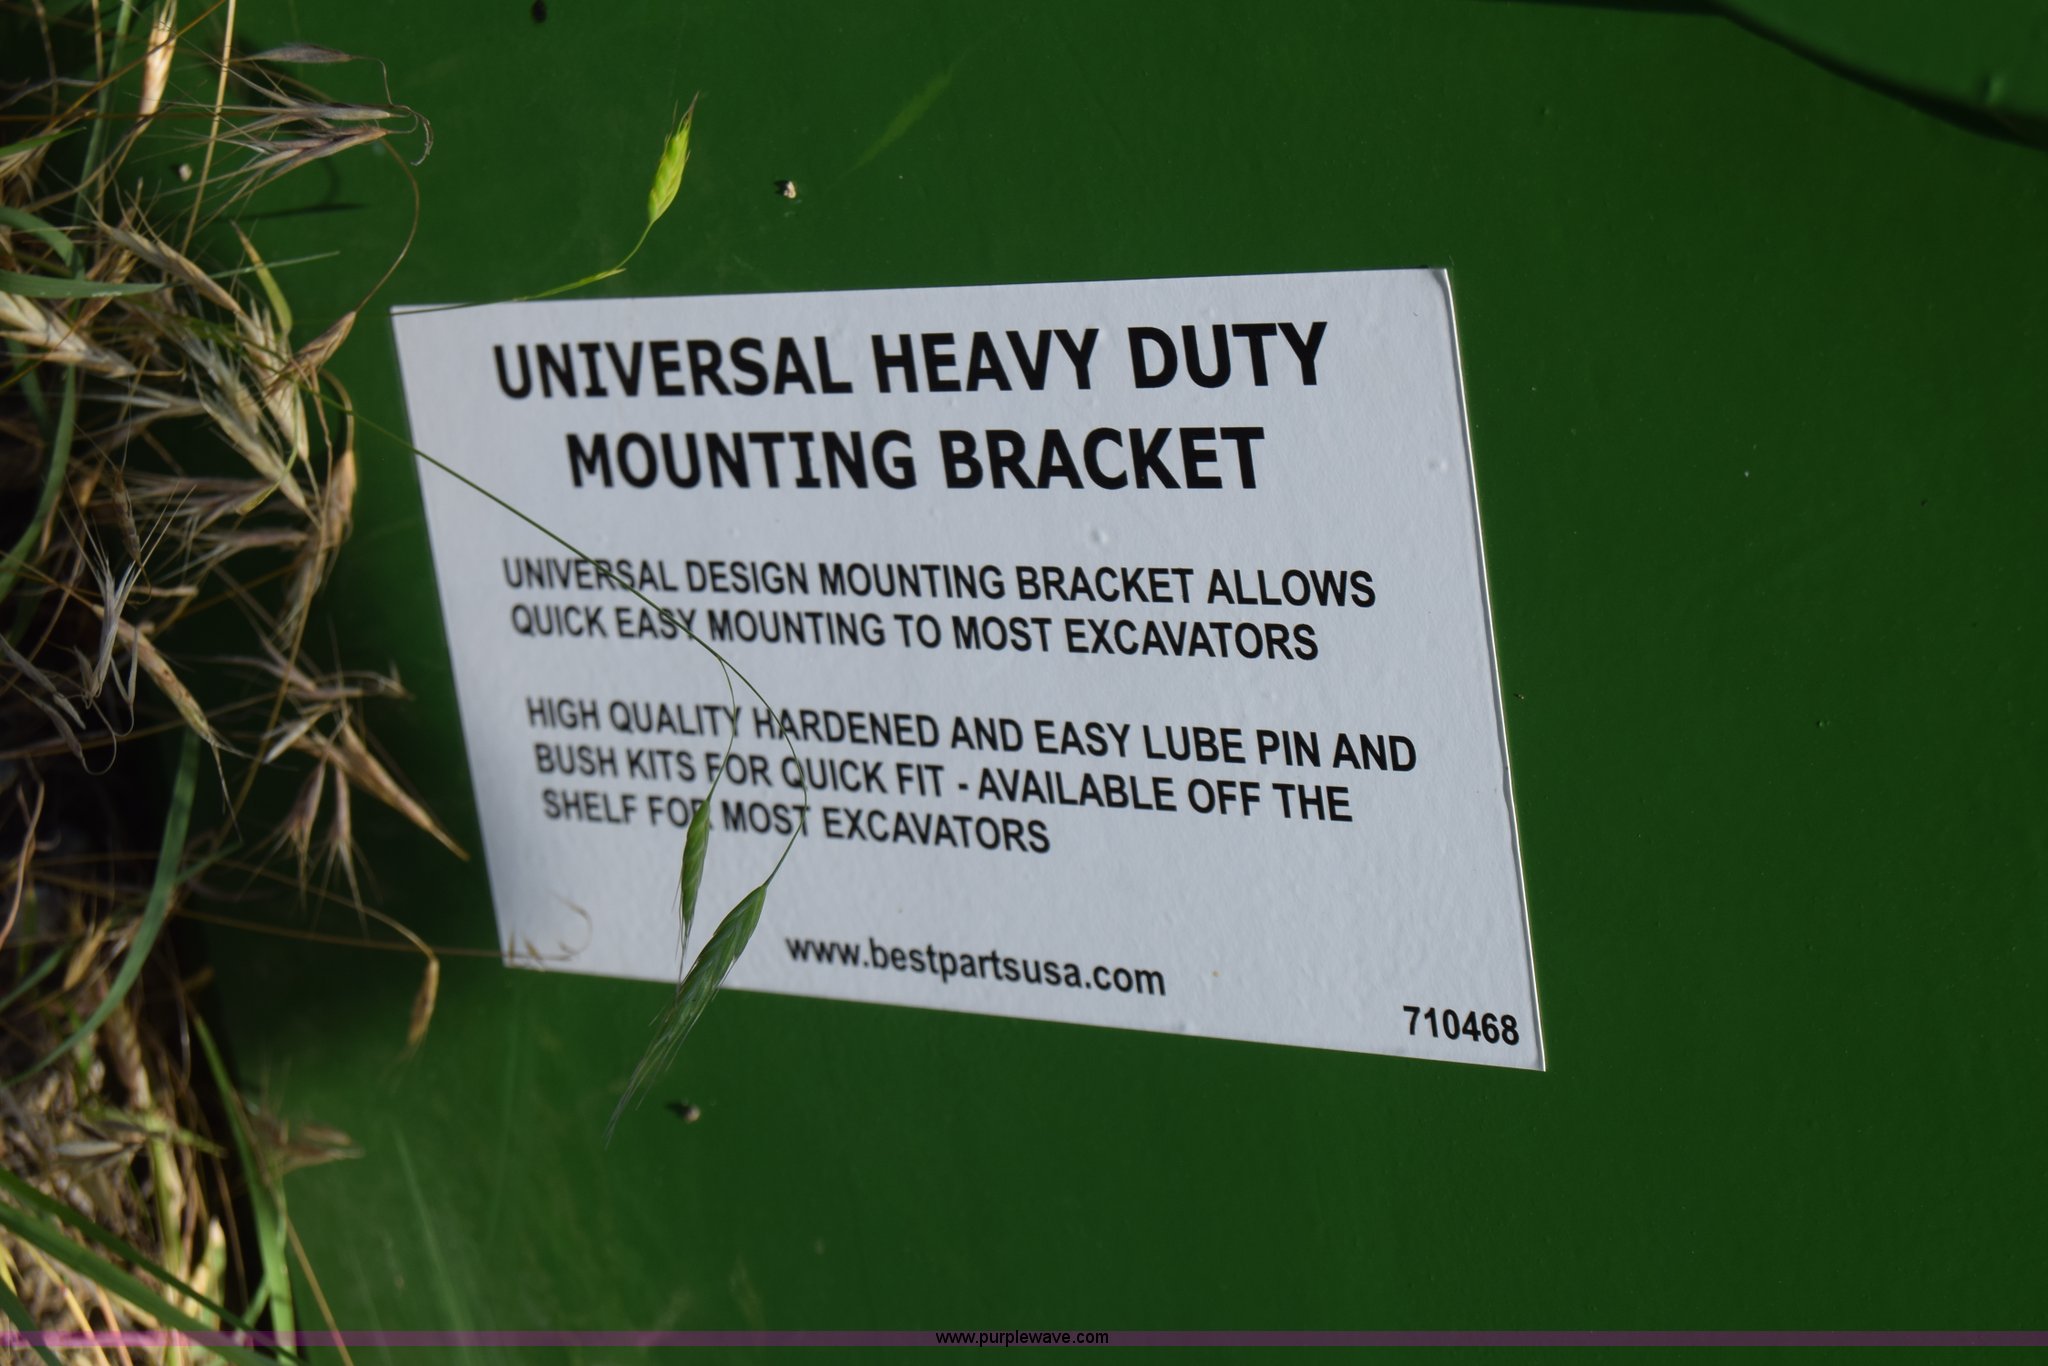 UNIVERSAL HEAVY DUTY
MOUNTING BRACKET
UNIVERSAL DESIGN MOUNTING BRACKET ALLOWS
QUICK EASY MOUNTING TO MOST EXCAVATORS
HIGH QUALITY HARDENED AND EASY LUBE PIN AND
BUSH KITS FOR QUICK FIT - AVAILABLE OFF THE
SHELF FOR MOST EXCAVATORS
www.bestpartsusa.com
710468
www.purplewave.com